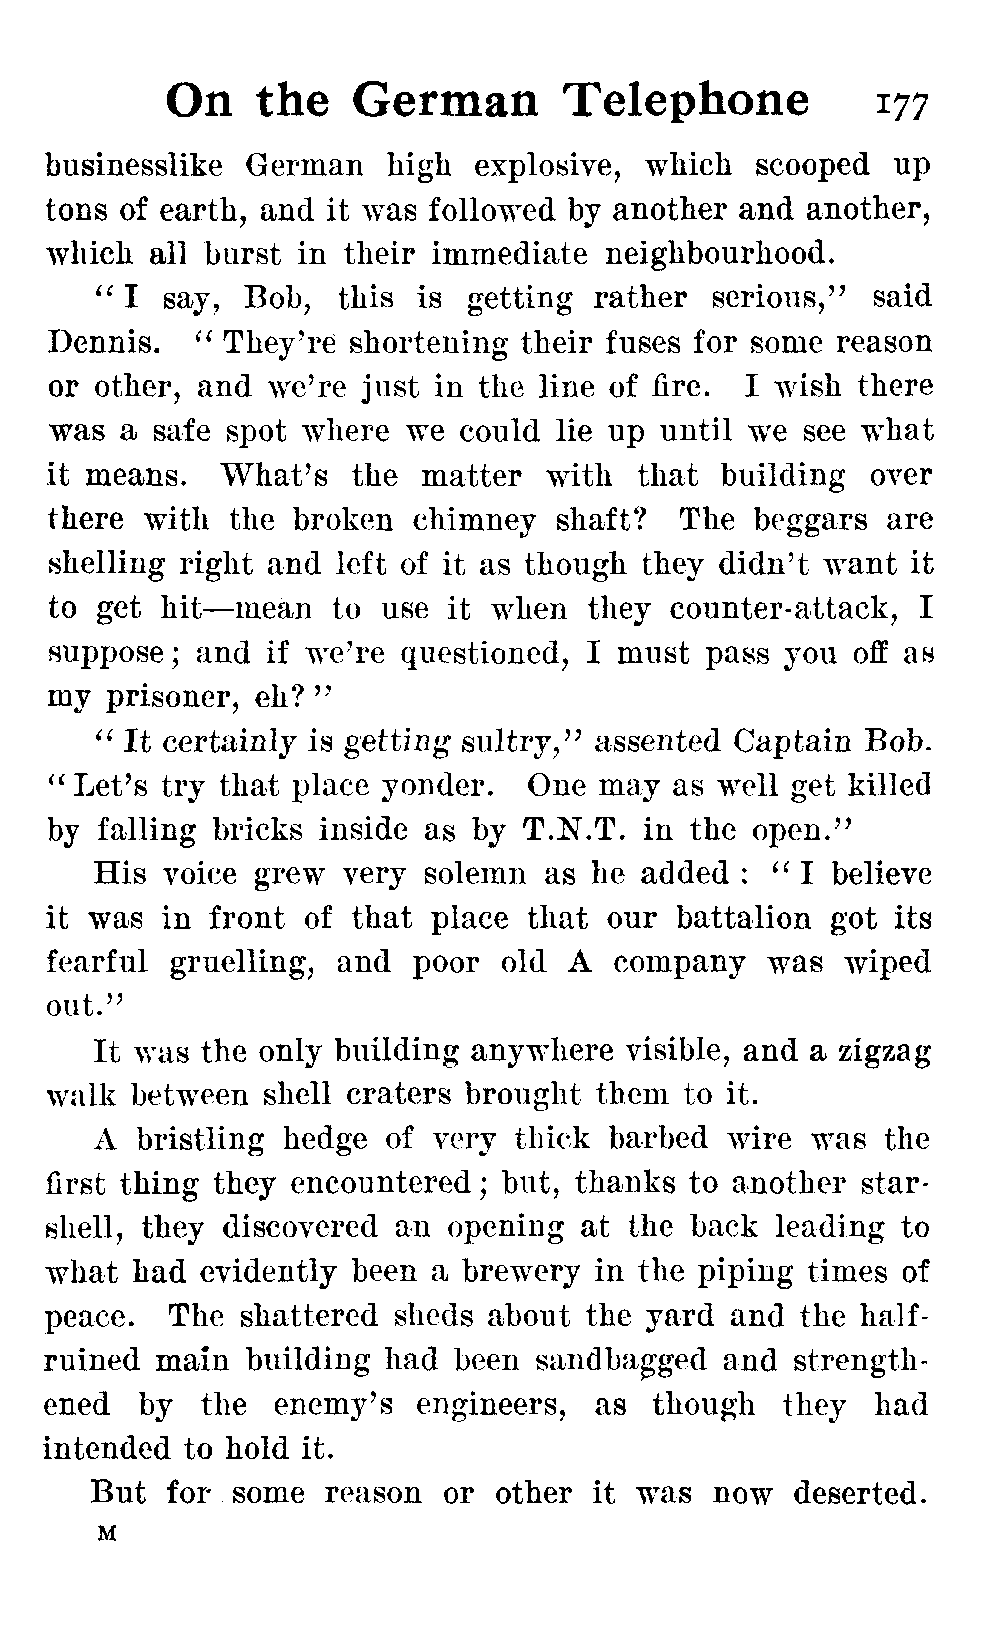 On the German Telephone 177
businesslike German high explosive, which scooped up
tons of earth, and it was followed by another and another,
which all burst in their immediate neighbourhood.
“ I say, Bob, this is getting rather serious,” said
Dennis. “ They’re shortening their fuses for some reason
or other, and we’re just in the line of fire. I wish there
was a safe spot where we could lie up until we see what
it means. What’s the matter with that building over
there with the broken chimney shaft? The beggars are
shelling right and left of it as though they didn’t want it
to get hit—mean to use it when they counter-attack, I
suppose; and if we’re questioned, I must pass you off as
my prisoner, eh? ”
“ It certainly is getting sultry,” assented Captain Bob.
“ Let’s try that place yonder. One may as well get killed
by falling bricks inside as by T.N.T. in the open.”
His voice grew very solemn as he added : “ I believe
it was in front of that place that our battalion got its
fearful gruelling, and poor old A company was wiped
out.”
It was the only building anywhere visible, and a zigzag
walk between shell craters brought them to it.
A bristling hedge of very thick barbed wire was the
first thing they encountered; but, thanks to another star-
shell, they discovered an opening at the back leading to
what had evidently been a brewery in the piping times of
peace. The shattered sheds about the yard and the half-
ruined main building had been sandbagged and strength-
ened by the enemy’s engineers, as though they had
intended to hold it.
But for some reason or other it was now deserted.
M